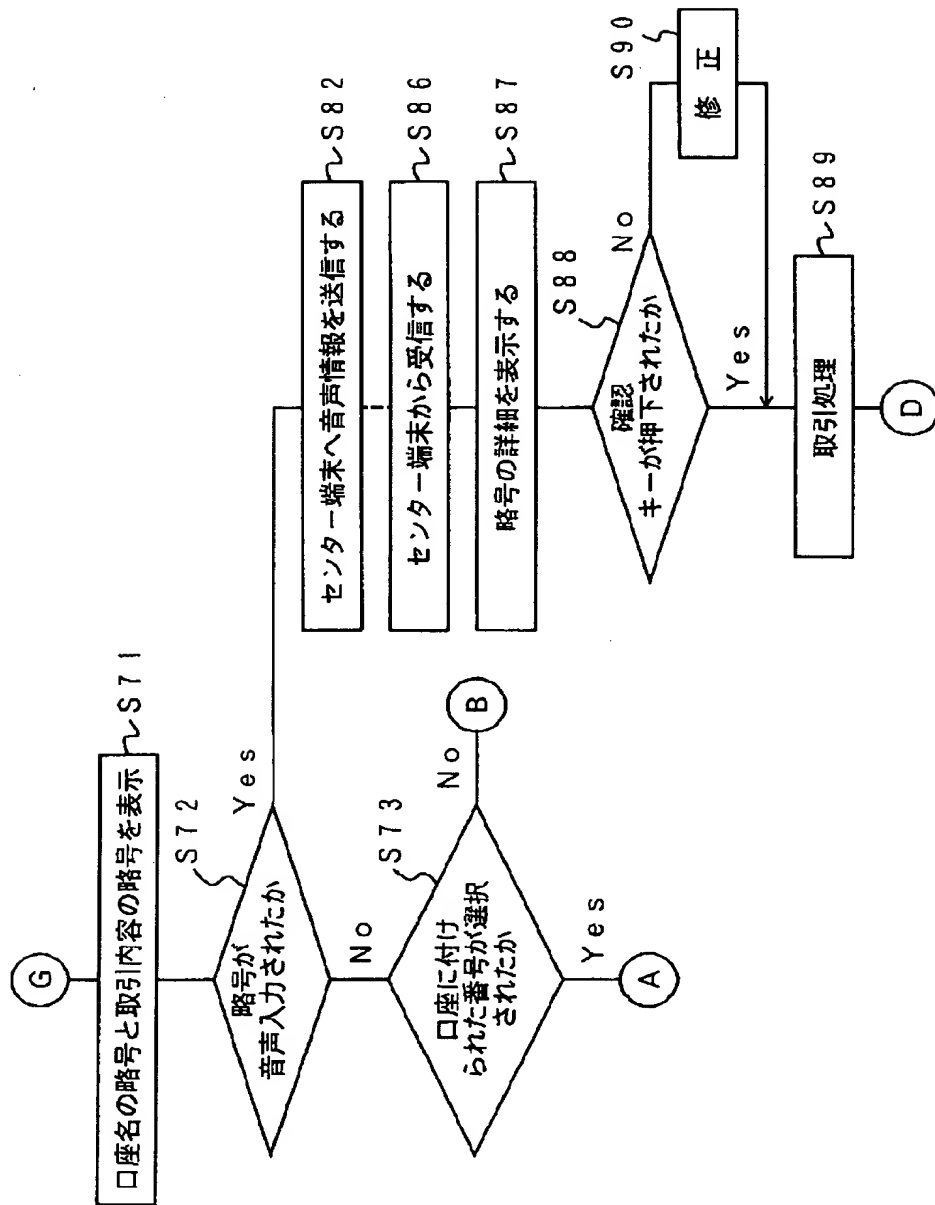 G
口座名の略号と取引内容の略号を表示
S71
略号が
音声入力されたか
S72
Yes
No
口座に付け
られた番号が選択
されたか
S73
No
B
Yes
A
センター端末へ音声情報を送信する
S82
センター端末から受信する
S86
略号の詳細を表示する
S87
確認
キーが押下されたか
S88
No
修正
S90
Yes
取引処理
S89
D